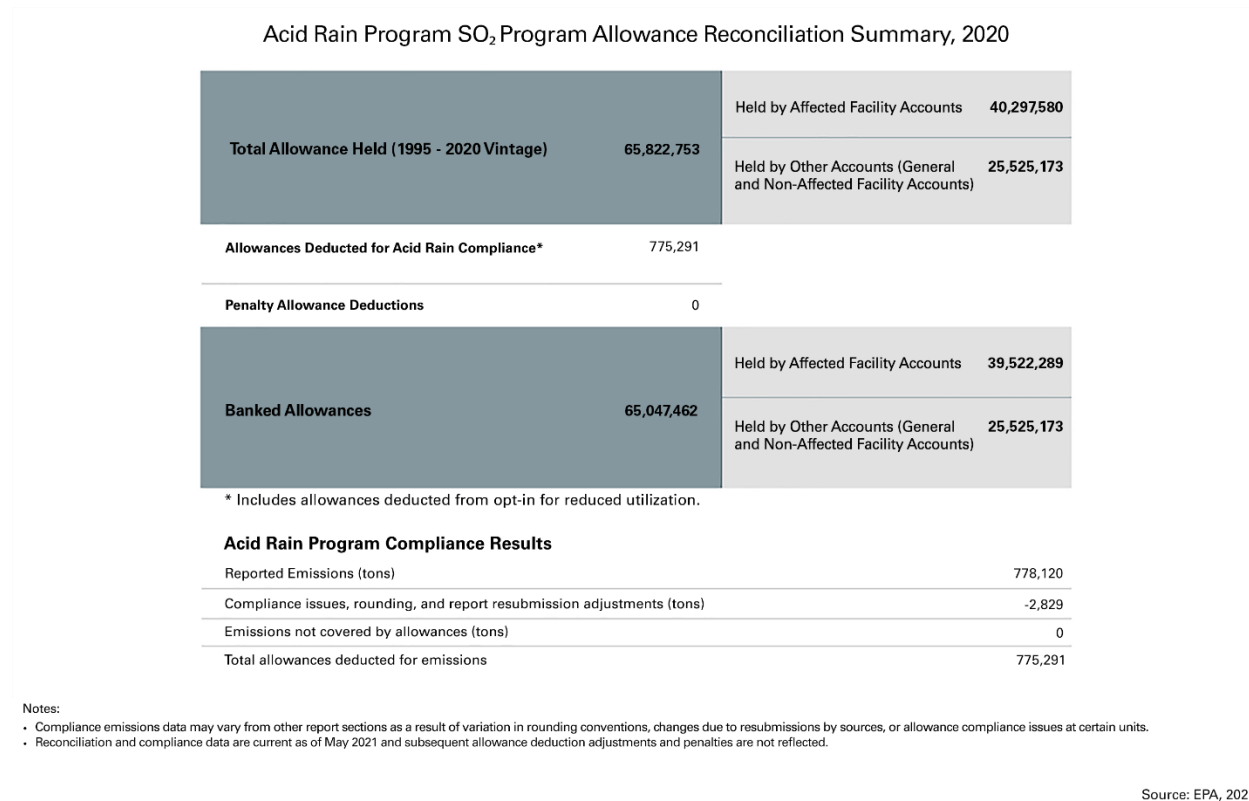 Acid Rain Program SO₂ Program Allowance Reconciliation Summary, 2020
Total Allowance Held (1995 - 2020 Vintage) 65,822,753
Held by Affected Facility Accounts 40,297,580
Held by Other Accounts (General 25,525,173
and Non-Affected Facility Accounts)
Allowances Deducted for Acid Rain Compliance* 775,291
Penalty Allowance Deductions 0
Banked Allowances 65,047,462
Held by Affected Facility Accounts 39,522,289
Held by Other Accounts (General 25,525,173
and Non-Affected Facility Accounts)
* Includes allowances deducted from opt-in for reduced utilization.
Acid Rain Program Compliance Results
Reported Emissions (tons) 778,120
Compliance issues, rounding, and report resubmission adjustments (tons) -2,829
Emissions not covered by allowances (tons) 0
Total allowances deducted for emissions 775,291
Notes:
• Compliance emissions data may vary from other report sections as a result of variation in rounding conventions, changes due to resubmissions by sources, or allowance compliance issues at certain units.
• Reconciliation and compliance data are current as of May 2021 and subsequent allowance deduction adjustments and penalties are not reflected.
Source: EPA, 202